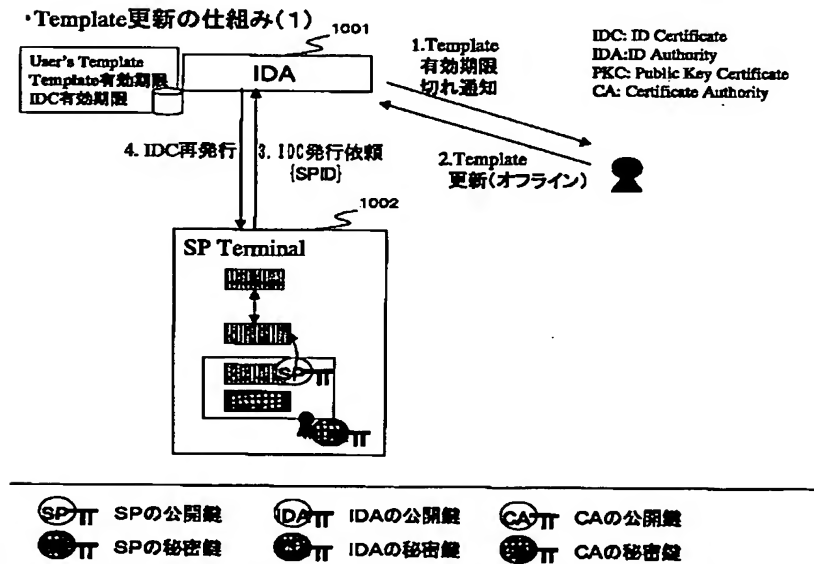 ・Template更新の仕組み(1)
1001
User's Template
Template有効期限
IDC有効期限
IDA
1.Template
有効期限
切れ通知
IDC: ID Certificate
IDA:ID Authority
PKC: Public Key Certificate
CA: Certificate Authority
4. IDC再発行
3. IDC発行依頼
{SPID}
2.Template
更新(オフライン)
1002
SP Terminal
SP
SP SPの公開鍵
IDA IDAの公開鍵
CA CAの公開鍵
SPの秘密鍵
IDAの秘密鍵
CAの秘密鍵